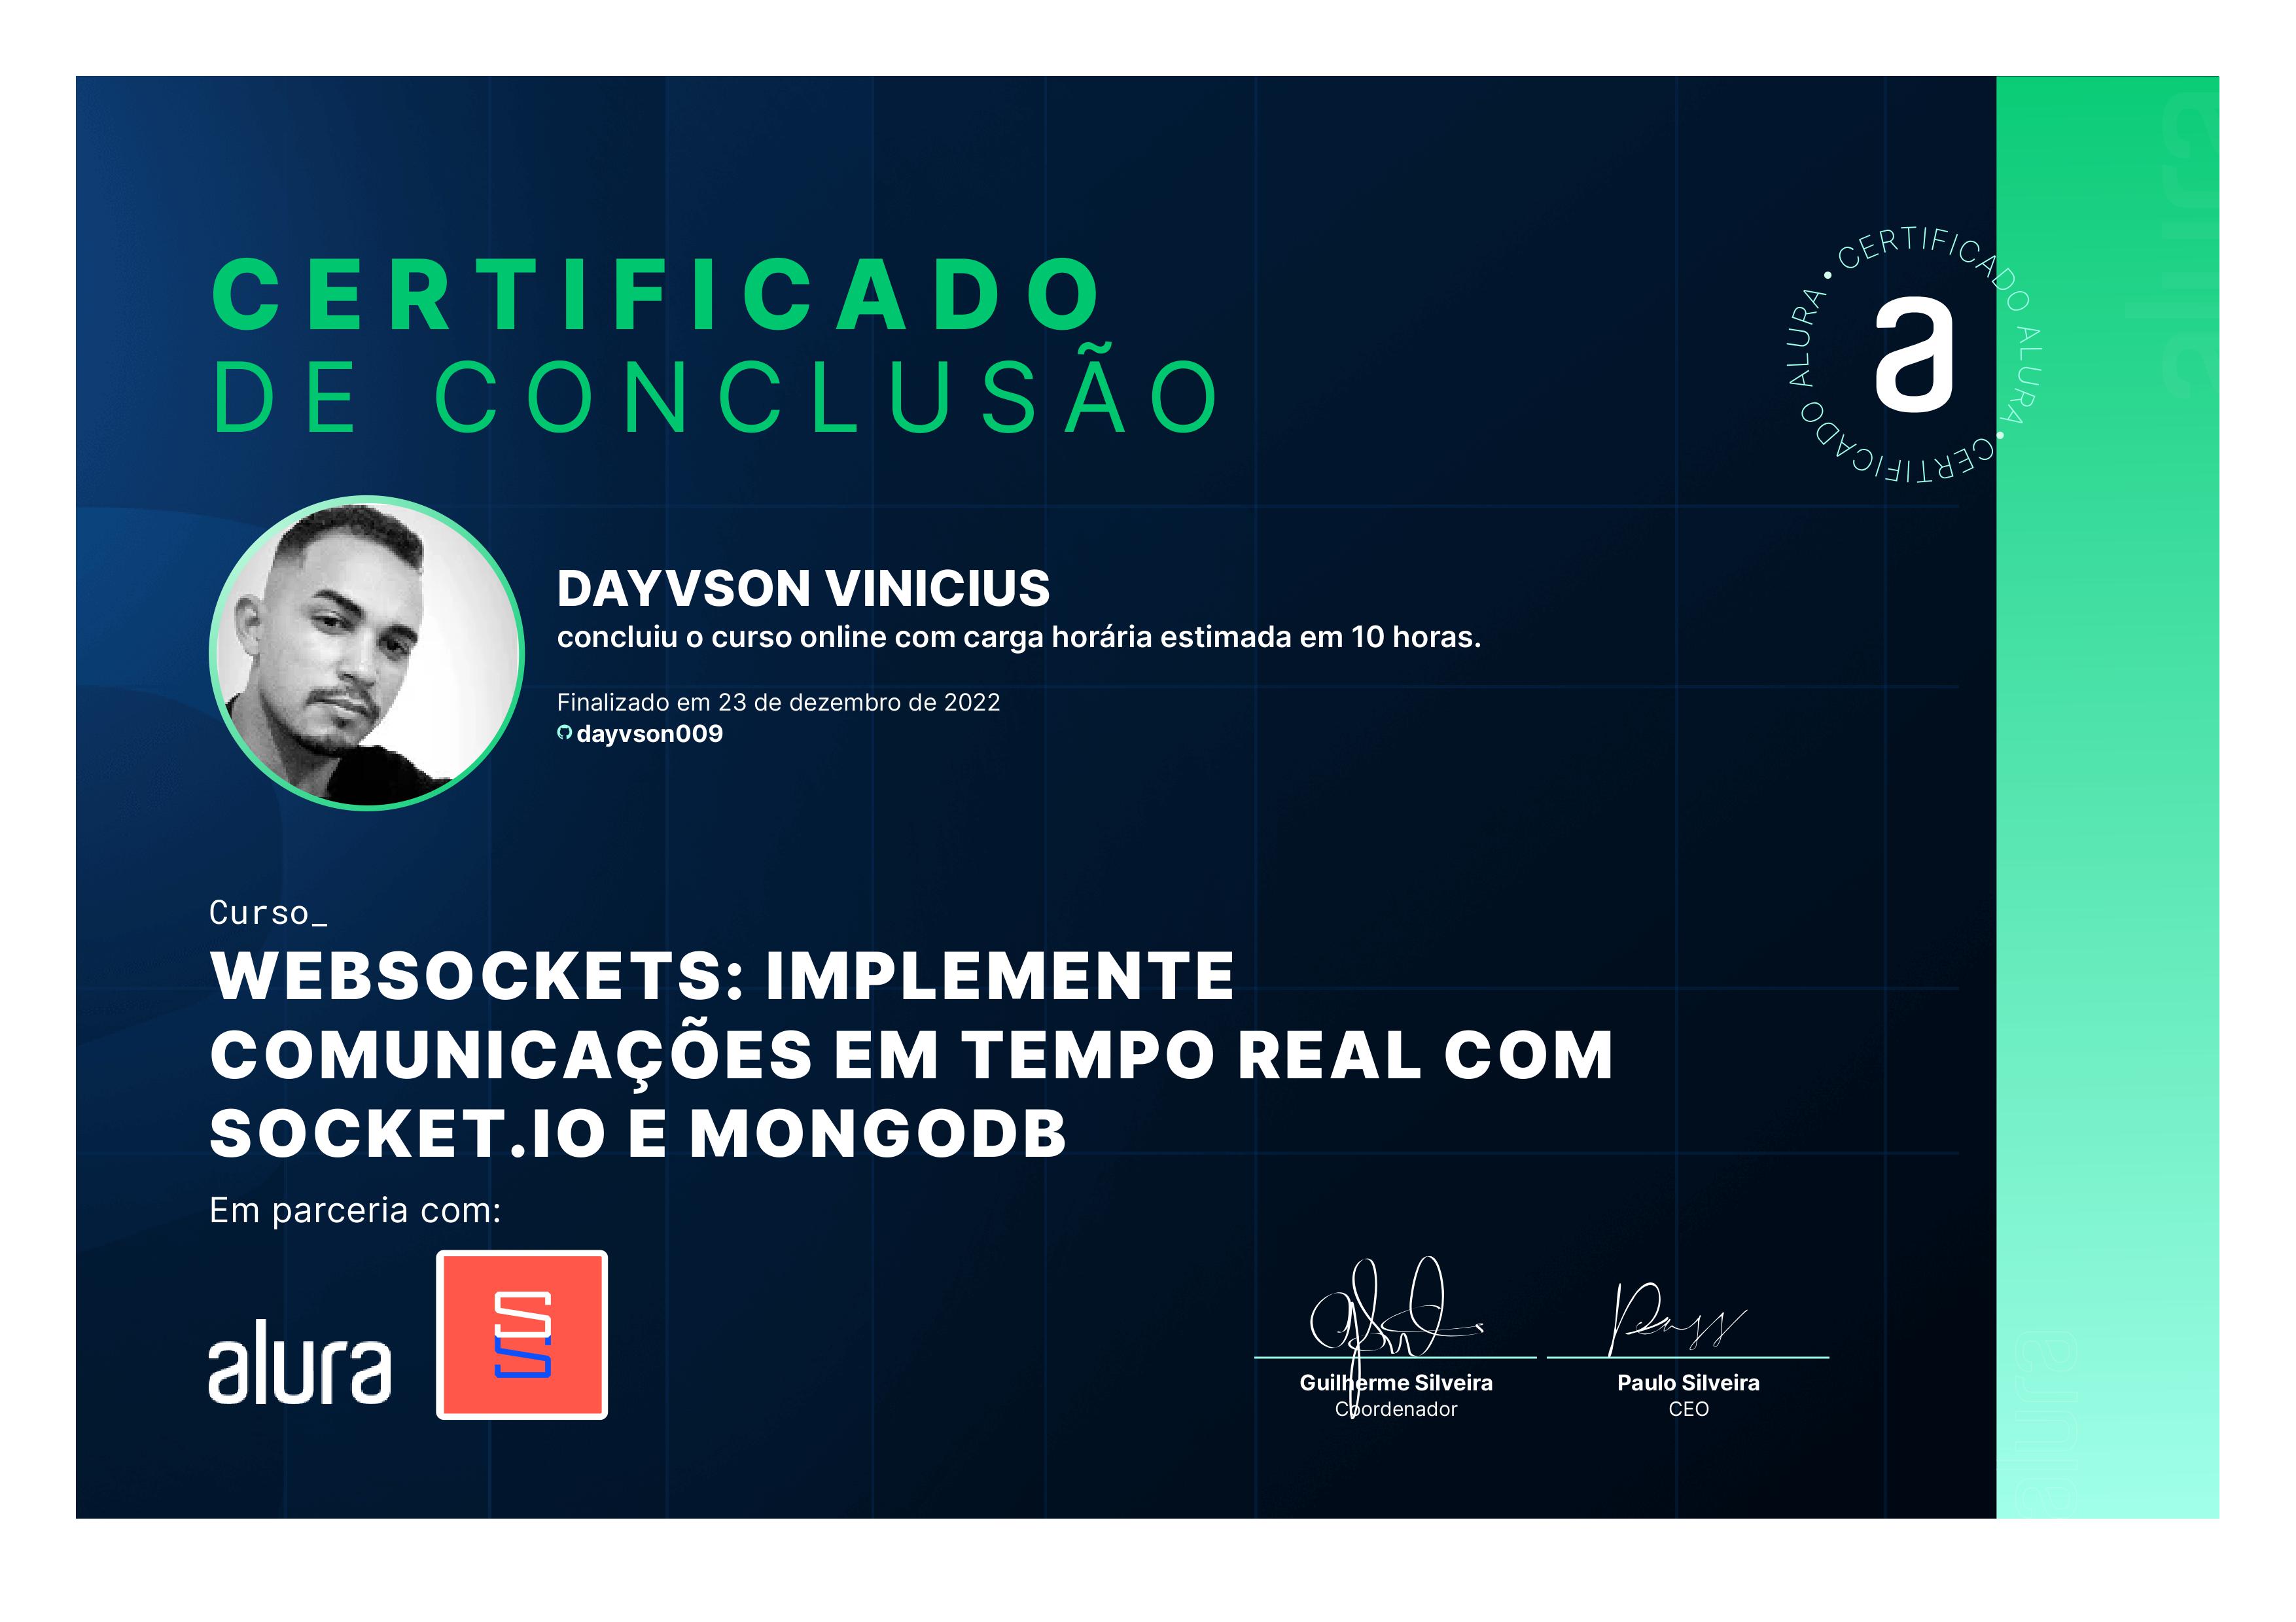 CERTIFICADO
DE CONCLUSÃO
CERTIFICADO ALURA • CERTIFICADO ALURA •
a
DAYVSON VINICIUS
concluiu o curso online com carga horária estimada em 10 horas.
Finalizado em 23 de dezembro de 2022
dayvson009
Curso_
WEBSOCKETS: IMPLEMENTE
COMUNICAÇÕES EM TEMPO REAL COM
SOCKET.IO E MONGODB
Em parceria com:
alura
Guilherme Silveira
Coordenador
Paulo Silveira
CEO
alura
alura